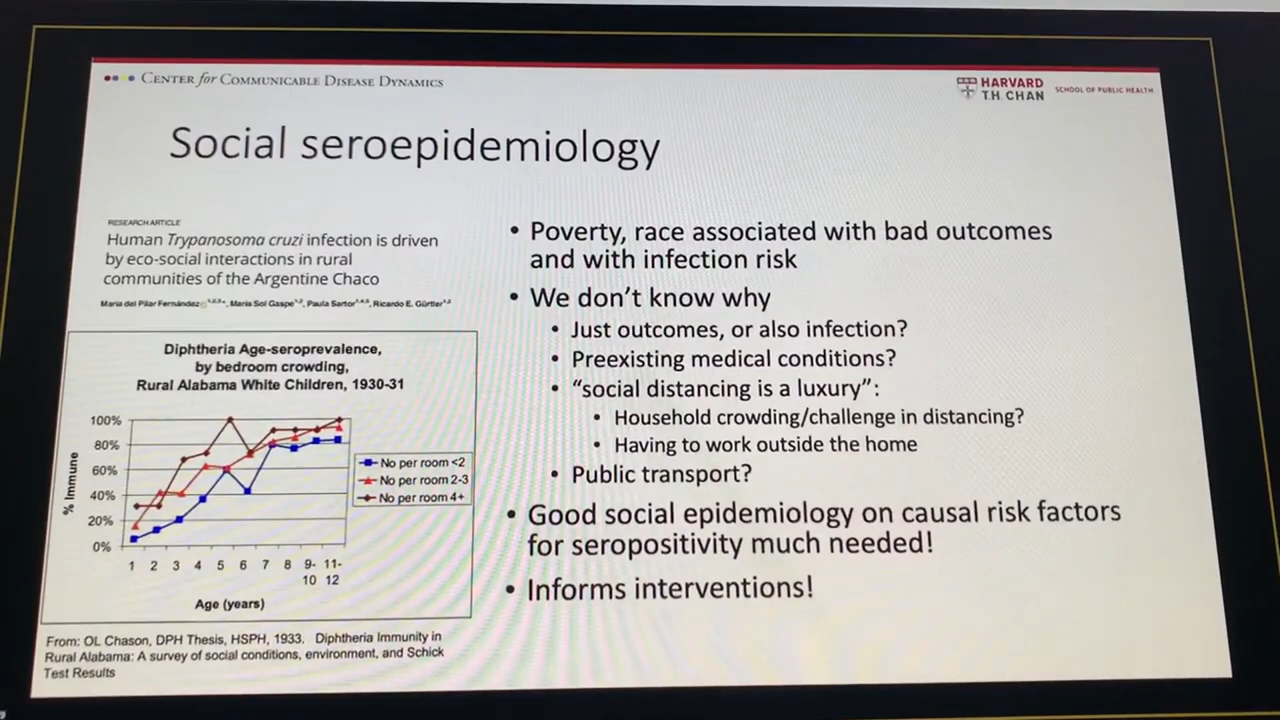 CENTER for COMMUNICABLE DISEASE DYNAMICS
HARVARD
T.H. CHAN
SCHOOL OF PUBLIC HEALTH
Social seroepidemiology
RESEARCH ARTICLE
Human Trypanosoma cruzi infection is driven
by eco-social interactions in rural
communities of the Argentine Chaco
María del Pilar Fernández, María Sol Gaspe, Paula Sartor, Ricardo E. Gürtler
Diphtheria Age-seroprevalence,
by bedroom crowding,
Rural Alabama White Children, 1930-31
% Immune
100%
80%
60%
40%
20%
0%
1 2 3 4 5 6 7 8 9- 11-
10 12
Age (years)
No per room <2
No per room 2-3
No per room 4+
From: OL Chason, DPH Thesis, HSPH, 1933. Diphtheria Immunity in
Rural Alabama: A survey of social conditions, environment, and Schick
Test Results
• Poverty, race associated with bad outcomes
and with infection risk
• We don't know why
• Just outcomes, or also infection?
• Preexisting medical conditions?
• “social distancing is a luxury”:
• Household crowding/challenge in distancing?
• Having to work outside the home
• Public transport?
• Good social epidemiology on causal risk factors
for seropositivity much needed!
• Informs interventions!